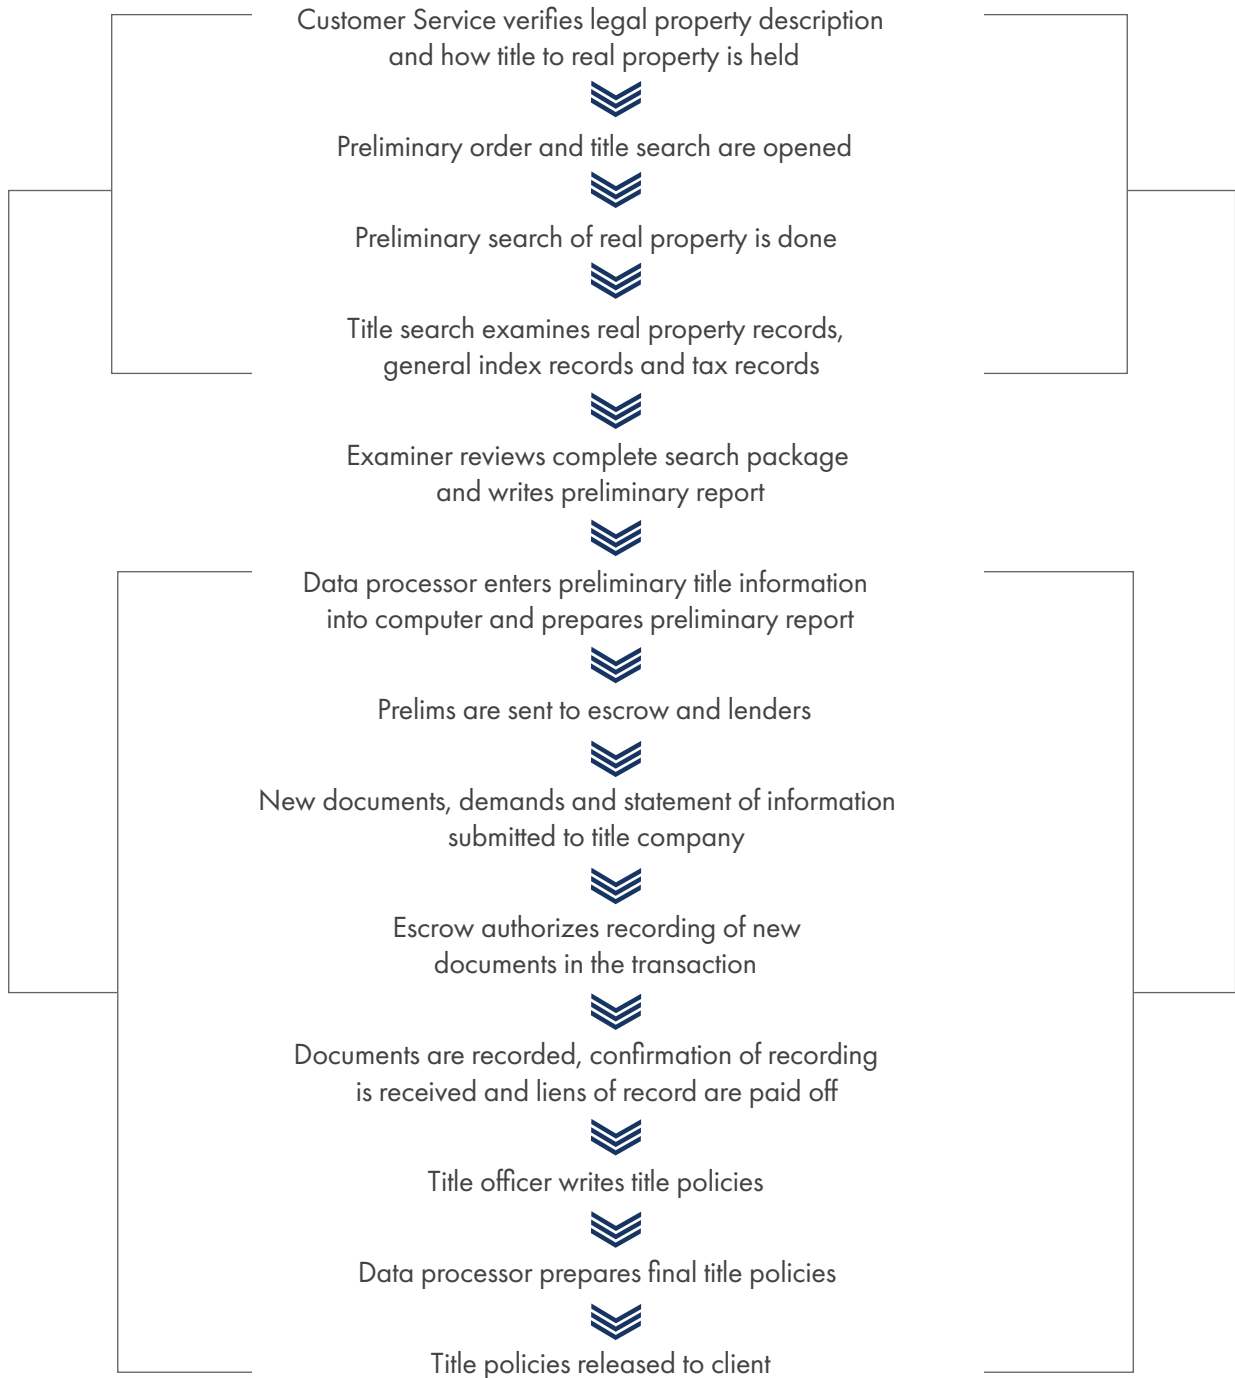 Customer Service verifies legal property description
and how title to real property is held
Preliminary order and title search are opened
Preliminary search of real property is done
Title search examines real property records,
general index records and tax records
Examiner reviews complete search package
and writes preliminary report
Data processor enters preliminary title information
into computer and prepares preliminary report
Prelims are sent to escrow and lenders
New documents, demands and statement of information
submitted to title company
Escrow authorizes recording of new
documents in the transaction
Documents are recorded, confirmation of recording
is received and liens of record are paid off
Title officer writes title policies
Data processor prepares final title policies
Title policies released to client